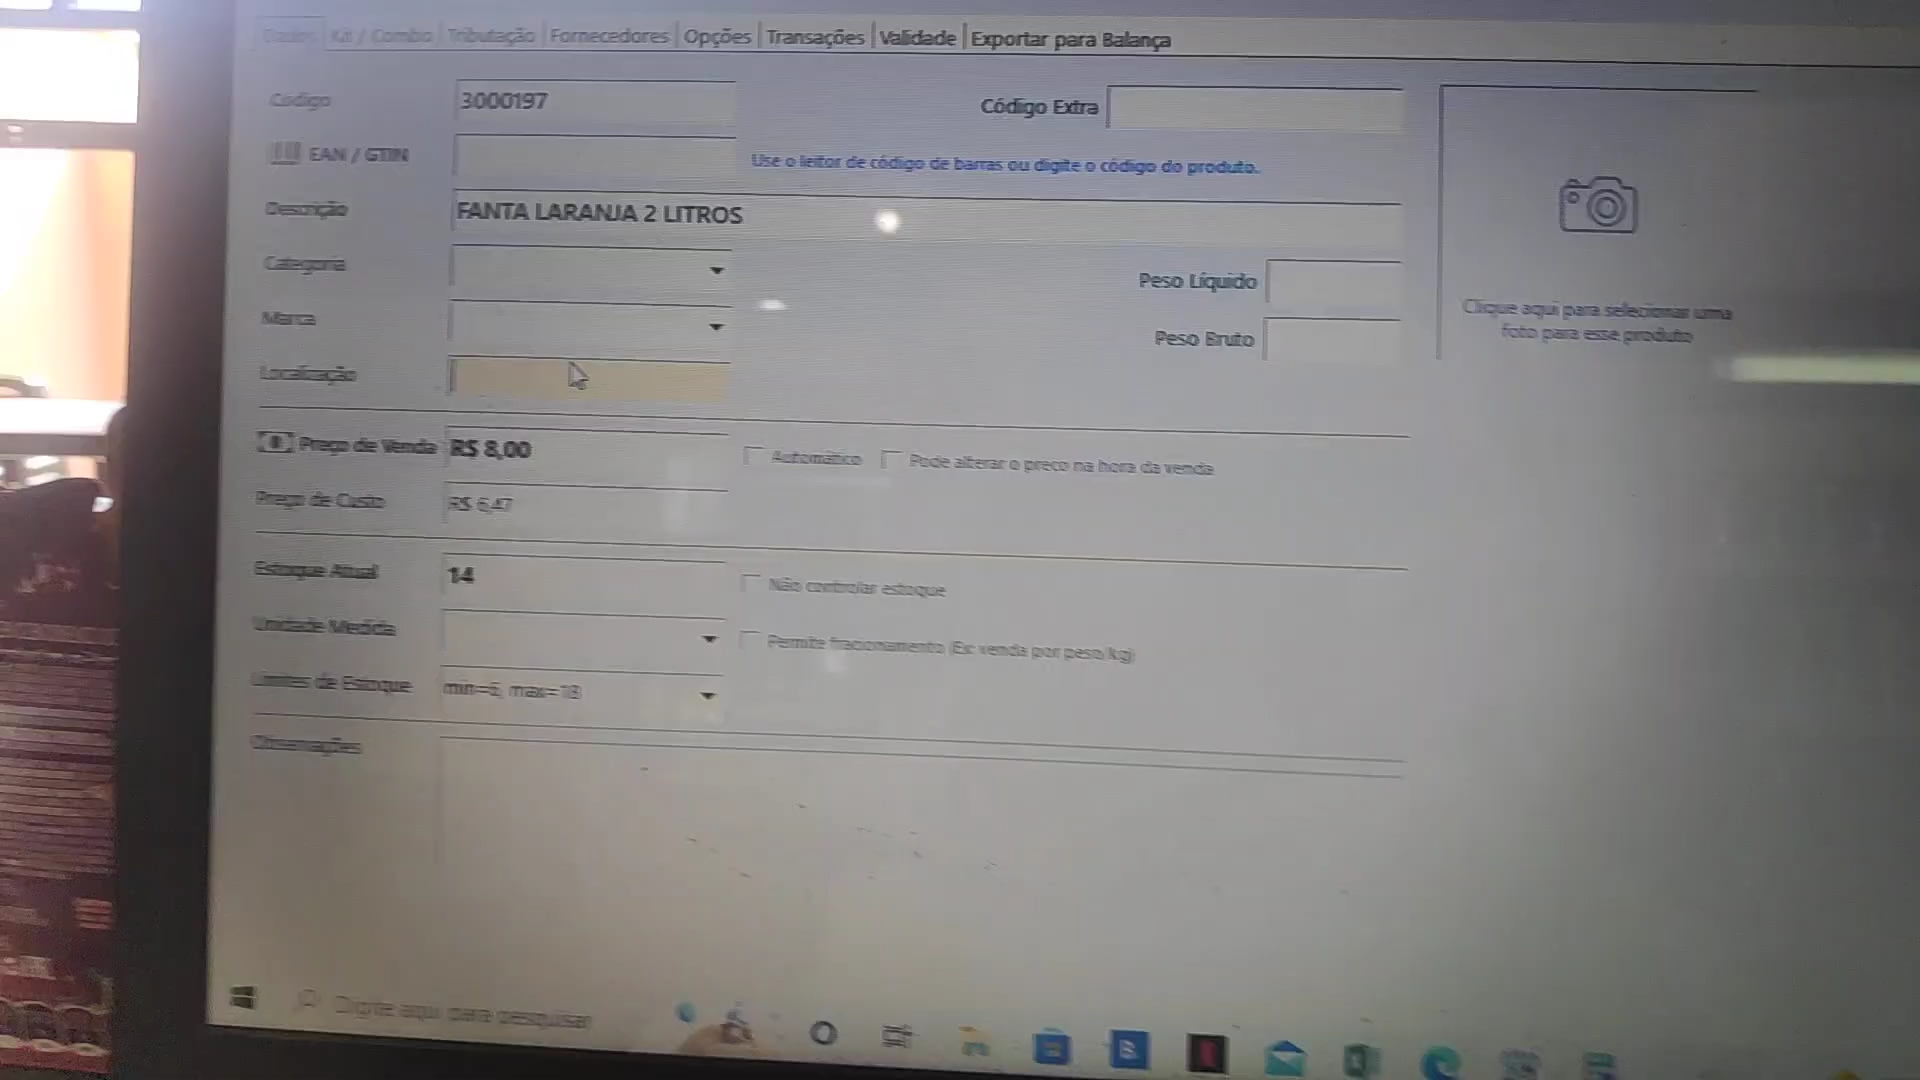 Dados Kit / Combo Tributação Fornecedores Opções Transações Validade Exportar para Balança
Código 3000197 Código Extra
EAN / GTIN Use o leitor de código de barras ou digite o código do produto.
Descrição FANTA LARANJA 2 LITROS
Categoria Peso Líquido
Marca Peso Bruto
Clique aqui para selecionar uma
foto para esse produto
Localização
Preço de Venda R$ 8,00 Automático Pode alterar o preco na hora da venda
Preço de Custo R$ 6,47
Estoque Atual 14 Não controlar estoque
Unidade Medida Permite fracionamento (Ex: venda por peso/kg)
Limites de Estoque
Observações
Digite aqui para pesquisar